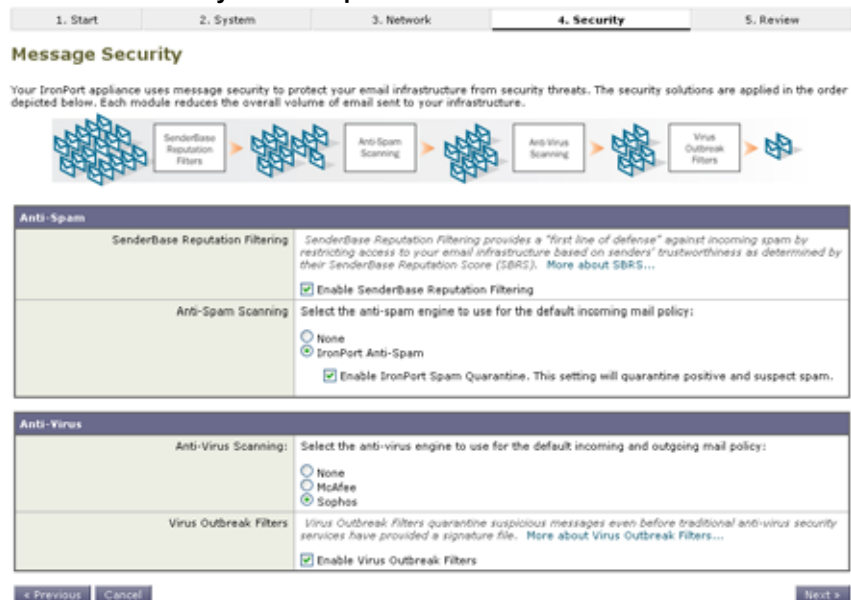 1. Start 2. System 3. Network 4. Security 5. Review
Message Security
Your IronPort appliance uses message security to protect your email infrastructure from security threats. The security solutions are applied in the order
depicted below. Each module reduces the overall volume of email sent to your infrastructure.
SenderBase
Reputation
Filters
Anti-Spam
Scanning
Anti-Virus
Scanning
Virus
Outbreak
Filters
Anti-Spam
SenderBase Reputation Filtering
SenderBase Reputation Filtering provides a "first line of defense" against incoming spam by
restricting access to your email infrastructure based on senders' trustworthiness as determined by
their SenderBase Reputation Score (SBRS). More about SBRS...
Enable SenderBase Reputation Filtering
Anti-Spam Scanning
Select the anti-spam engine to use for the default incoming mail policy:
None
IronPort Anti-Spam
Enable IronPort Spam Quarantine. This setting will quarantine positive and suspect spam.
Anti-Virus
Anti-Virus Scanning:
Select the anti-virus engine to use for the default incoming and outgoing mail policy:
None
McAfee
Sophos
Virus Outbreak Filters
Virus Outbreak Filters quarantine suspicious messages even before traditional anti-virus security
services have provided a signature file. More about Virus Outbreak Filters...
Enable Virus Outbreak Filters
« Previous Cancel Next »